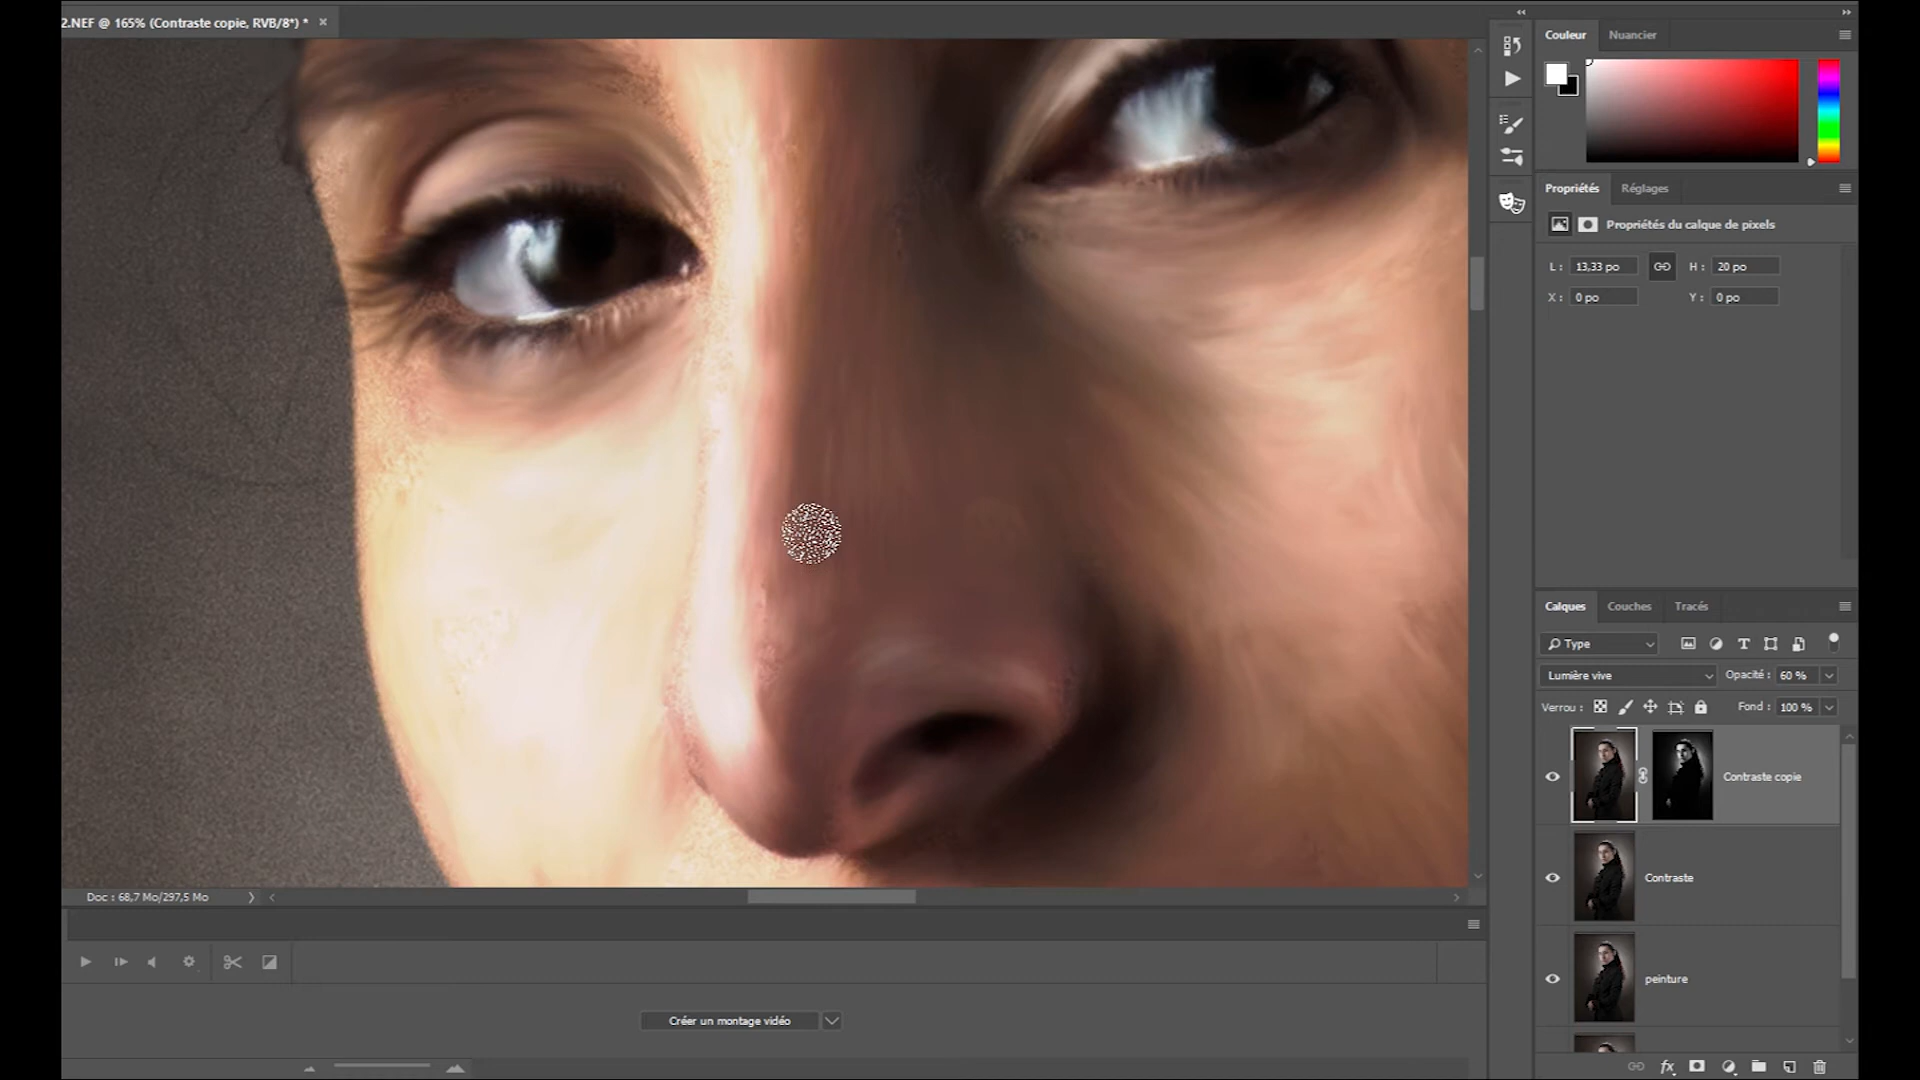 2.NEF @ 165% (Contraste copie, RVB/8*) * ×
Couleur
Nuancier
Propriétés
Réglages
Propriétés du calque de pixels
L : 13,33 po
H : 20 po
X : 0 po
Y : 0 po
Calques
Couches
Tracés
Type
Lumière vive
Opacité : 60 %
Verrou :
Fond : 100 %
Contraste copie
Contraste
peinture
Doc : 68,7 Mo/297,5 Mo
Créer un montage vidéo